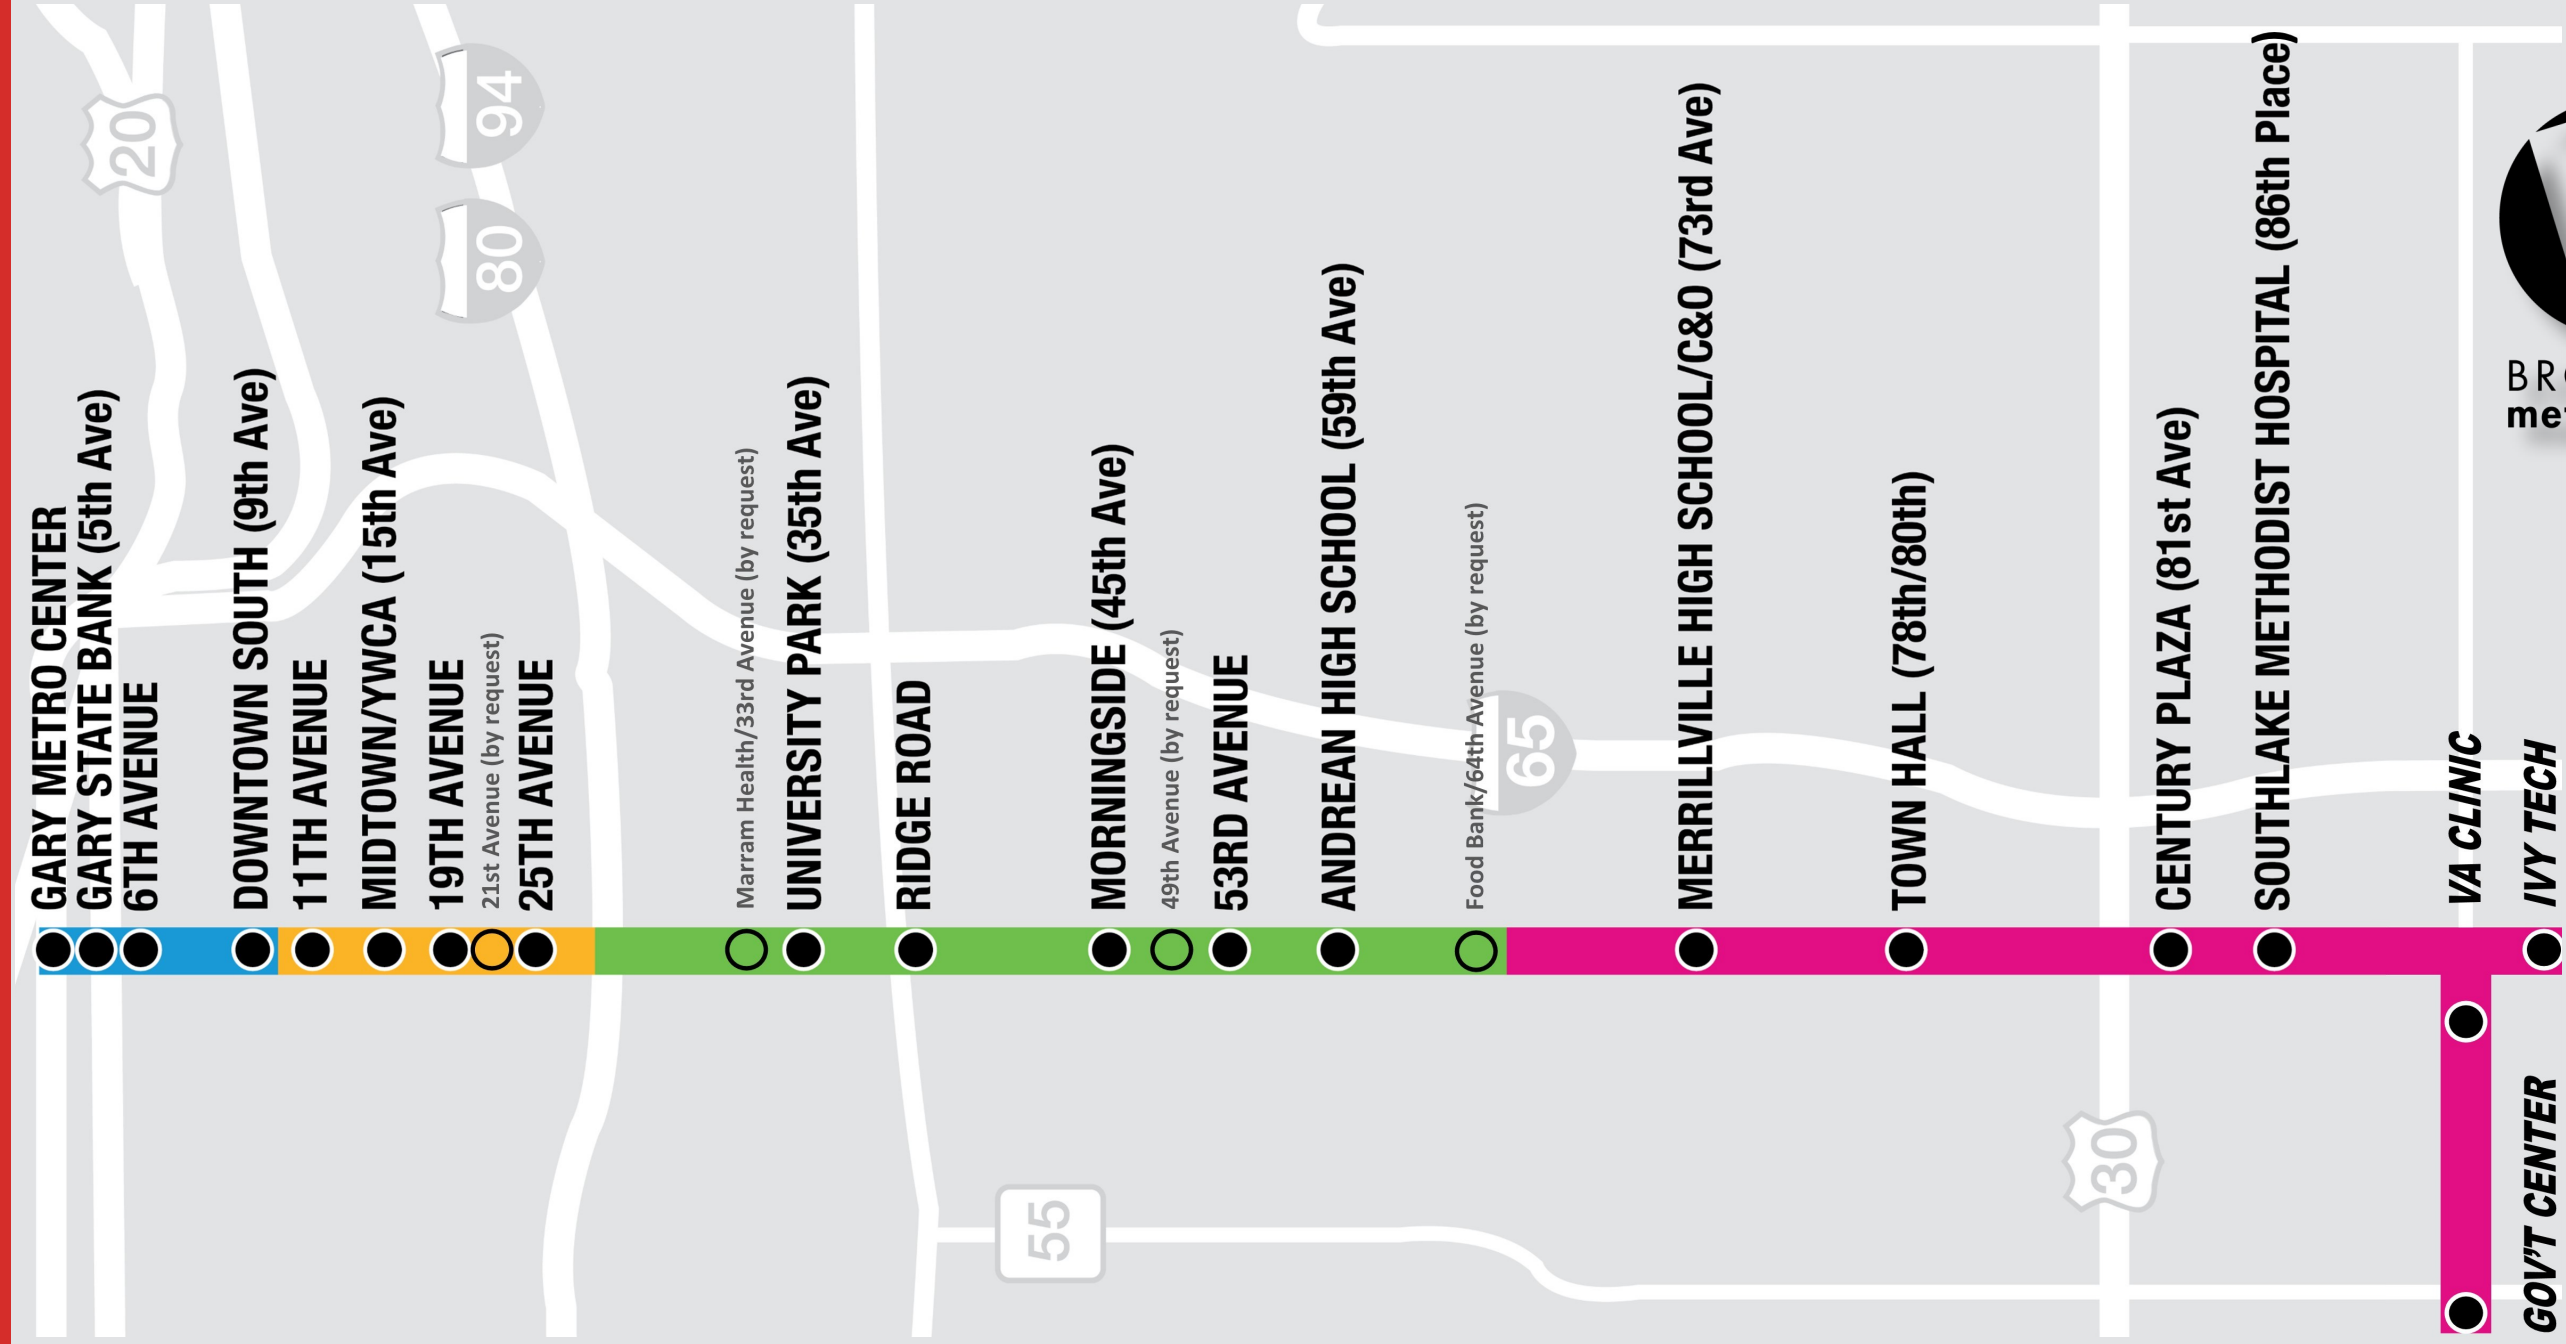 GARY METRO CENTER
GARY STATE BANK (5th Ave)
6TH AVENUE
DOWNTOWN SOUTH (9th Ave)
11TH AVENUE
MIDTOWN/YWCA (15th Ave)
19TH AVENUE
21st Avenue (by request)
25TH AVENUE
Marram Health/33rd Avenue (by request)
UNIVERSITY PARK (35th Ave)
RIDGE ROAD
MORNINGSIDE (45th Ave)
49th Avenue (by request)
53RD AVENUE
ANDREAN HIGH SCHOOL (59th Ave)
Food Bank/64th Avenue (by request)
MERRILLVILLE HIGH SCHOOL/C&O (73rd Ave)
TOWN HALL (78th/80th)
CENTURY PLAZA (81st Ave)
SOUTHLAKE METHODIST HOSPITAL (86th Place)
VA CLINIC
IVY TECH
GOV'T CENTER
20
94
80
65
55
30